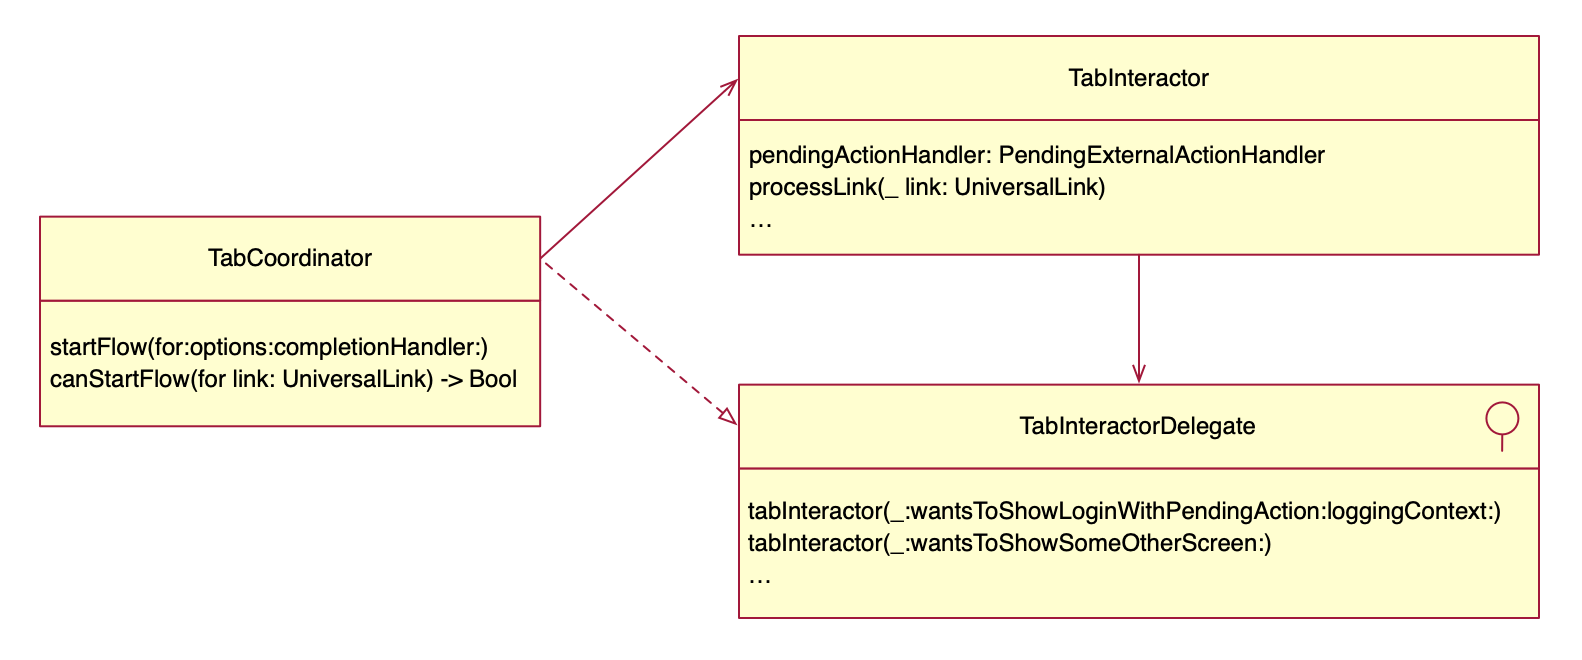 TabInteractor
pendingActionHandler: PendingExternalActionHandler
processLink(_ link: UniversalLink)
...
TabCoordinator
startFlow(for:options:completionHandler:)
canStartFlow(for link: UniversalLink) -> Bool
TabInteractorDelegate
tabInteractor(_:wantsToShowLoginWithPendingAction:loggingContext:)
tabInteractor(_:wantsToShowSomeOtherScreen:)
...